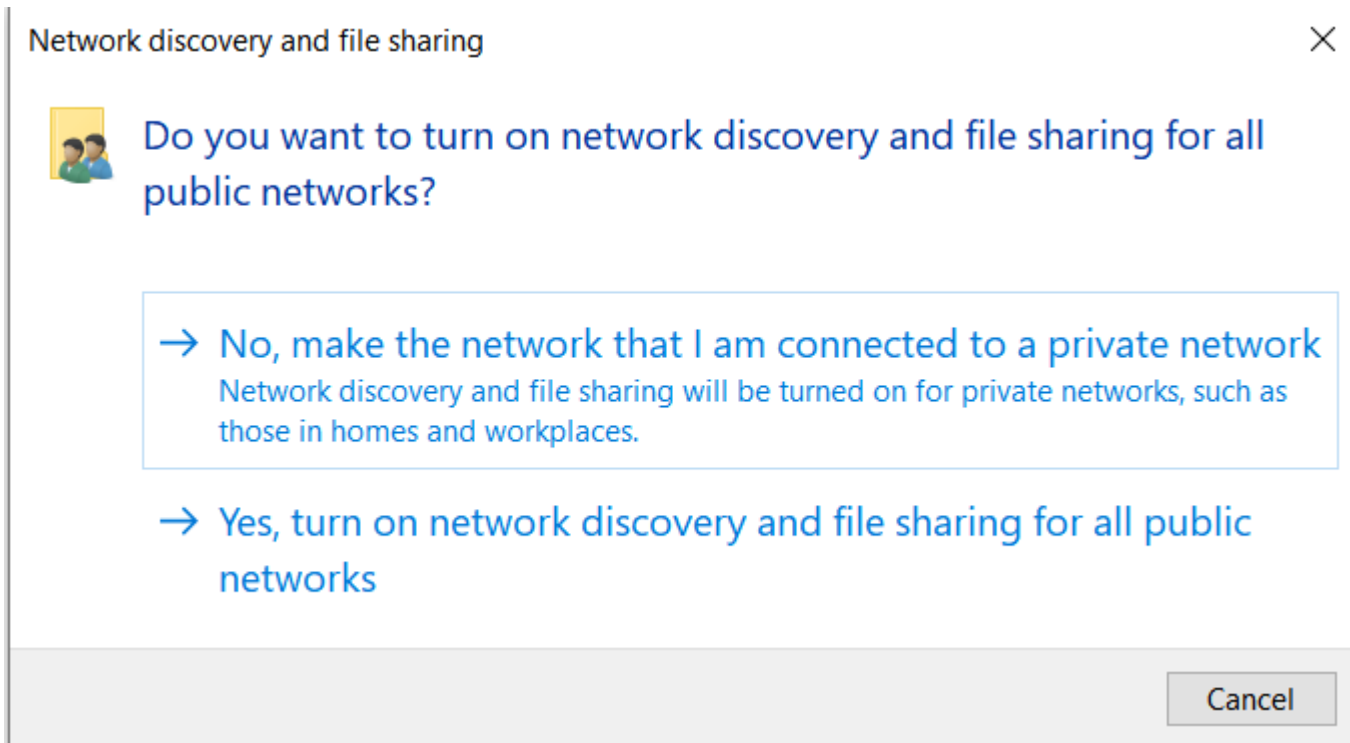 Network discovery and file sharing
Do you want to turn on network discovery and file sharing for all
public networks?
→ No, make the network that I am connected to a private network
Network discovery and file sharing will be turned on for private networks, such as
those in homes and workplaces.
→ Yes, turn on network discovery and file sharing for all public
networks
Cancel